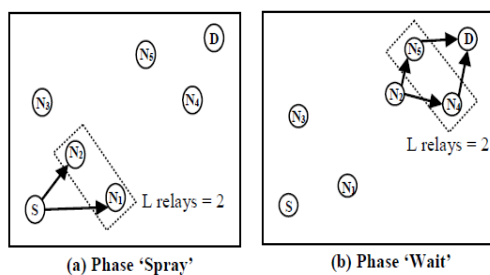 D
N5
N3
N4
N2
N1
S
L relays = 2
(a) Phase 'Spray'
D
N5
N2
N4
N3
L relays = 2
N1
S
(b) Phase 'Wait'